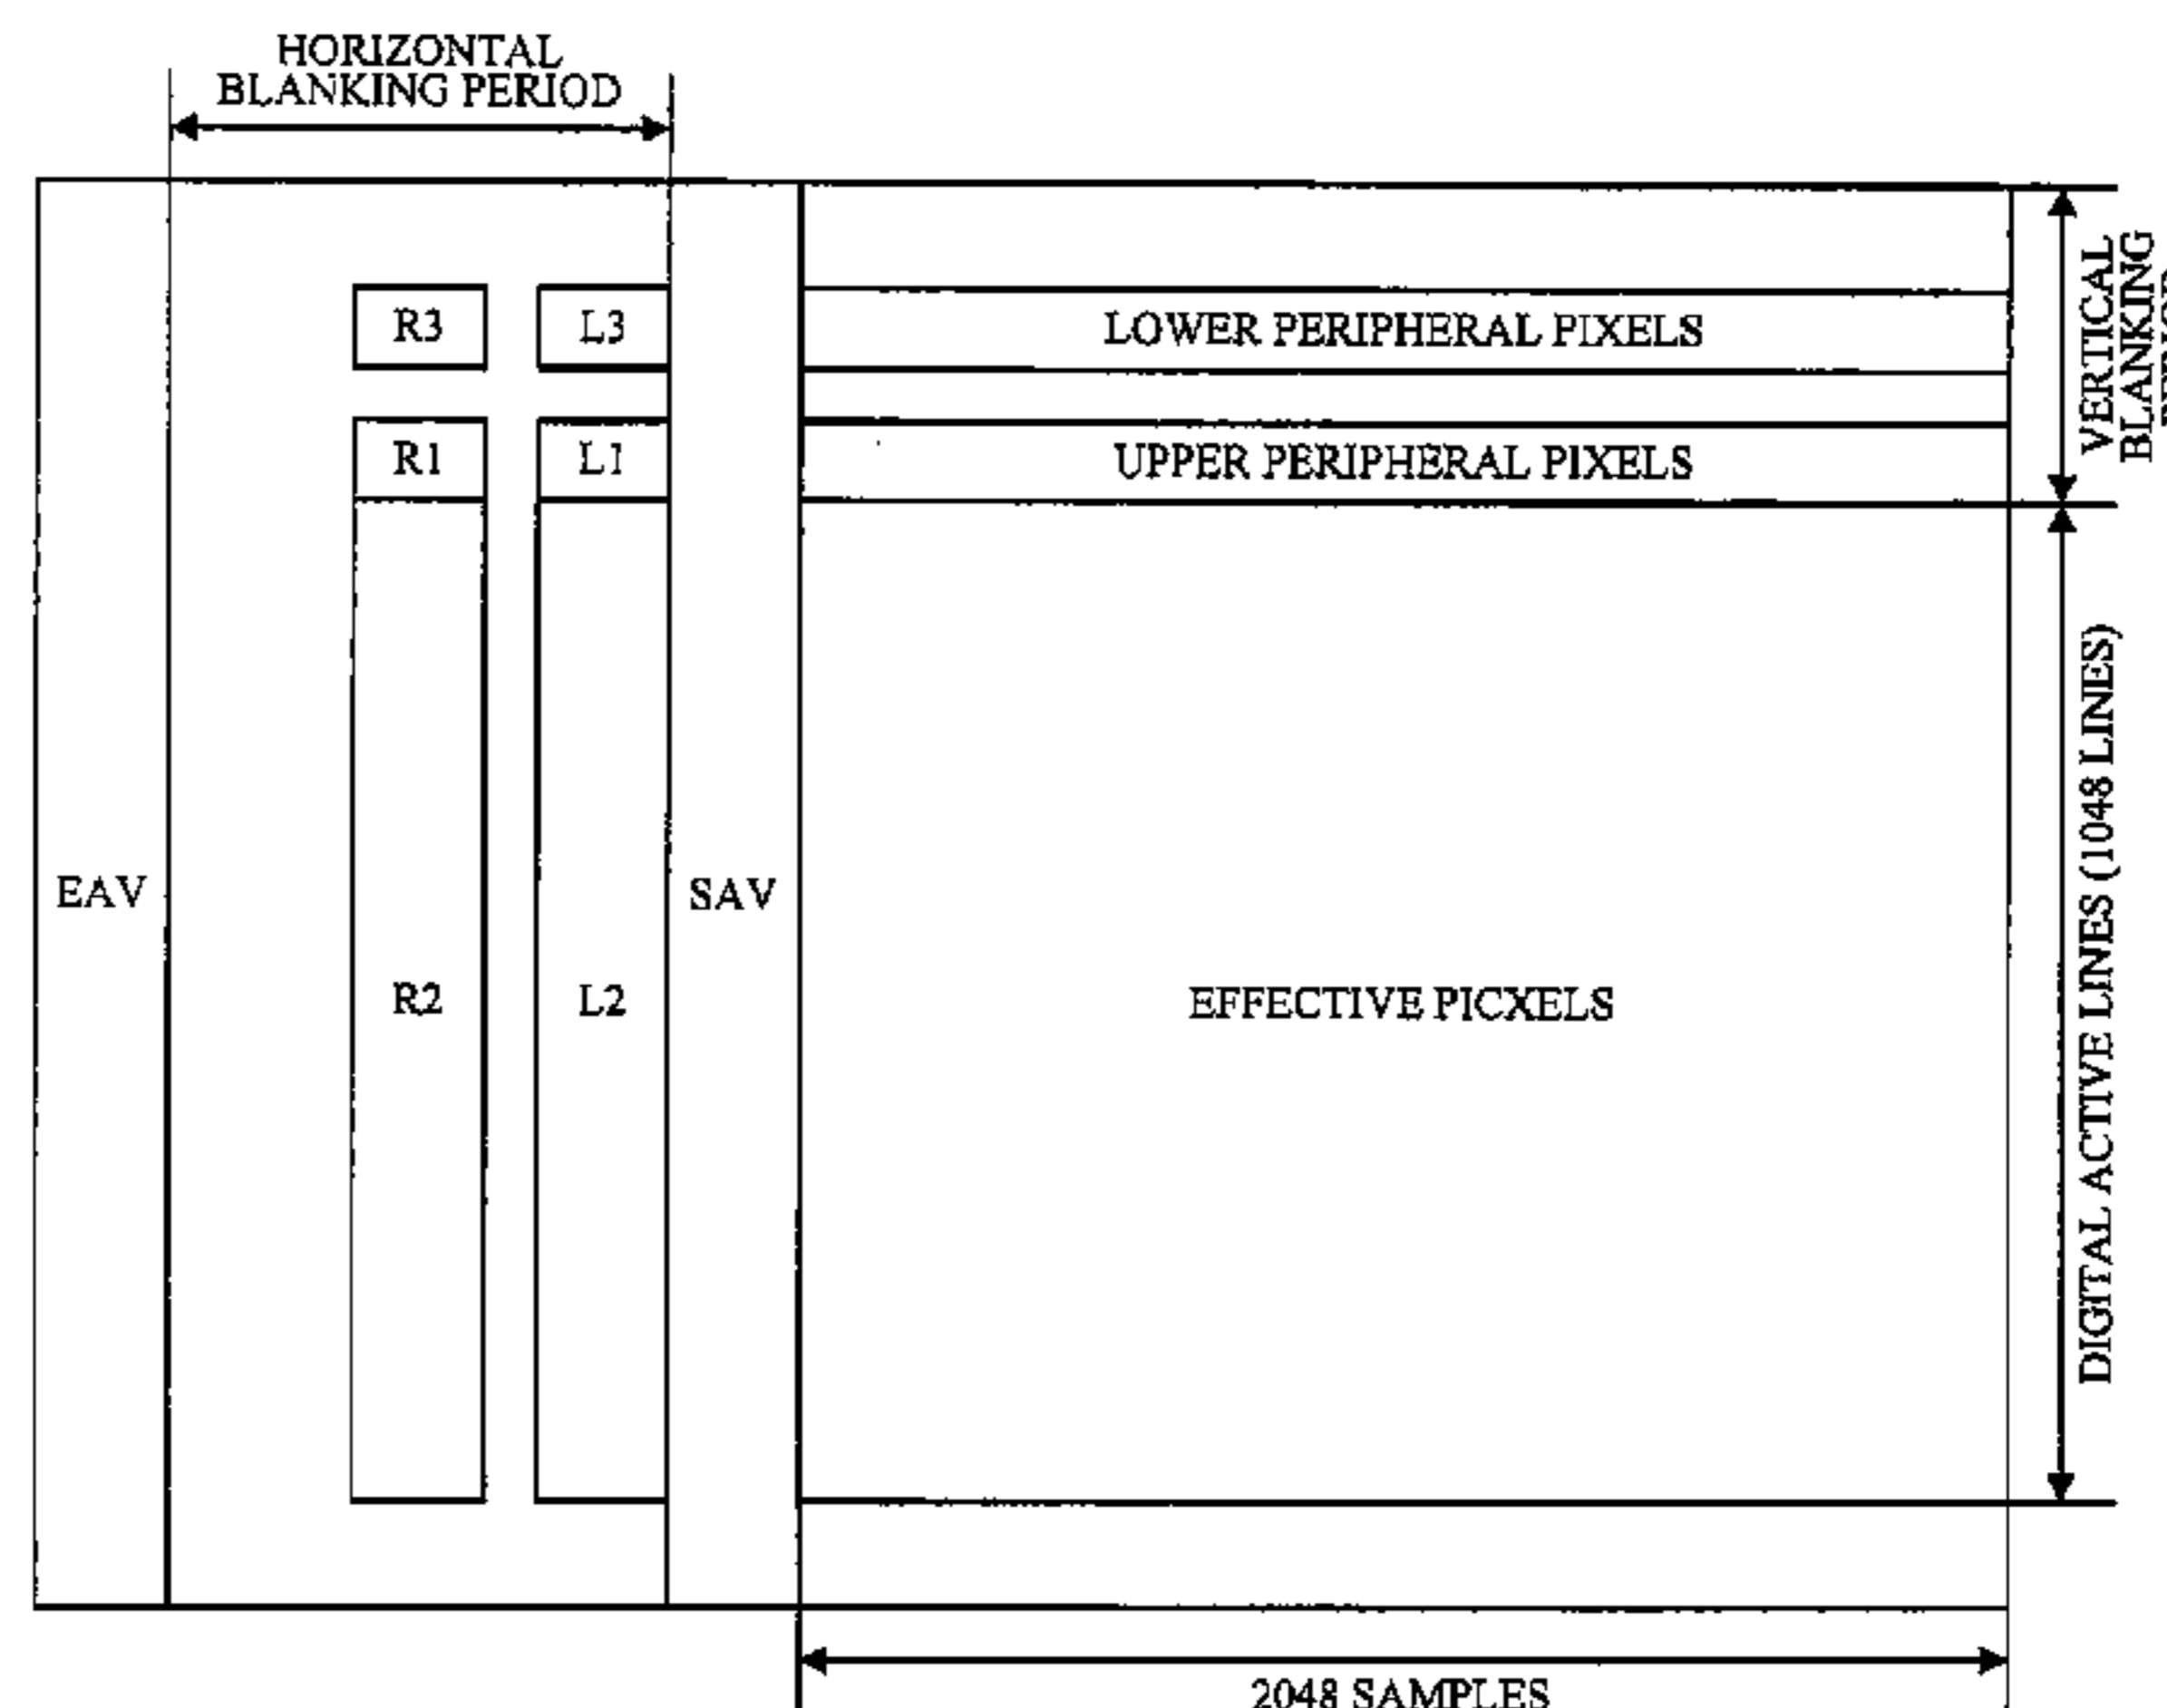 HORIZONTAL
BLANKING PERIOD
R3
L3
LOWER PERIPHERAL PIXELS
R1
L1
UPPER PERIPHERAL PIXELS
VERTICAL
BLANKING
EAV
SAV
R2
L2
EFFECTIVE PICXELS
DIGITAL ACTIVE LINES (1048 LINES)
2048 SAMPLES